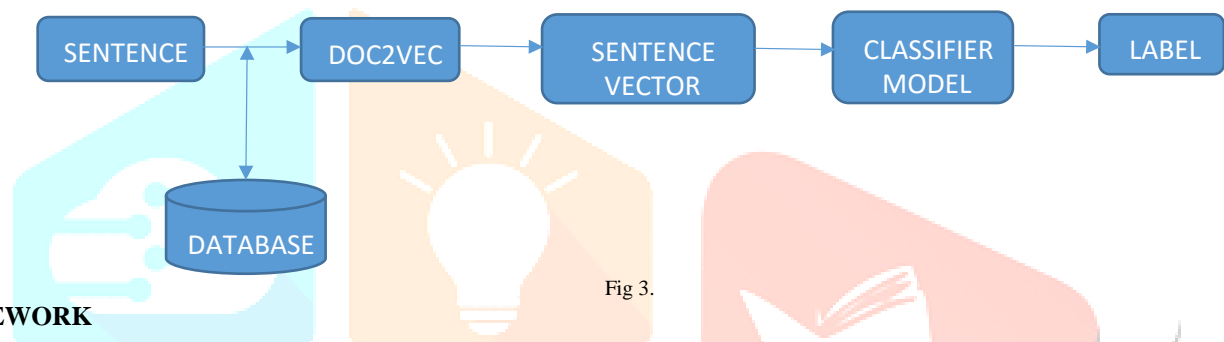 SENTENCE
DOC2VEC
SENTENCE
VECTOR
CLASSIFIER
MODEL
LABEL
DATABASE
Fig 3.
EWORK